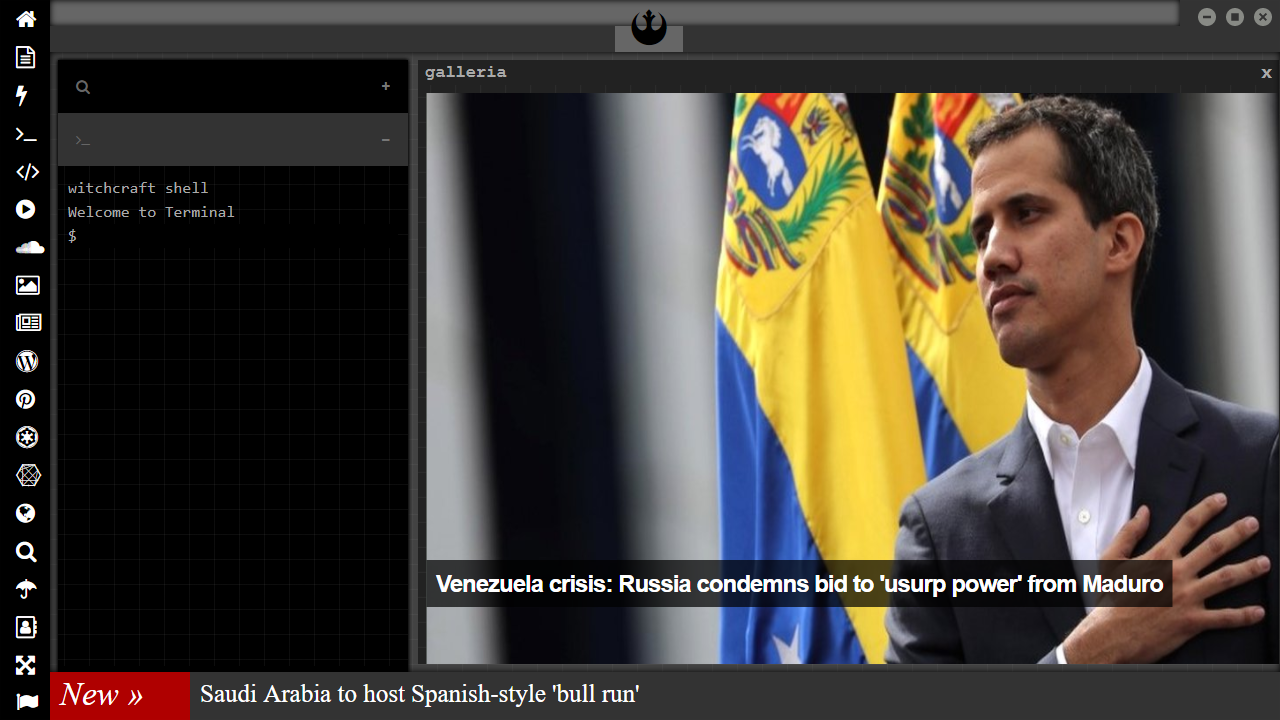 galleria
x
+
>_
−
witchcraft shell
Welcome to Terminal
$
Venezuela crisis: Russia condemns bid to 'usurp power' from Maduro
New »
Saudi Arabia to host Spanish-style 'bull run'